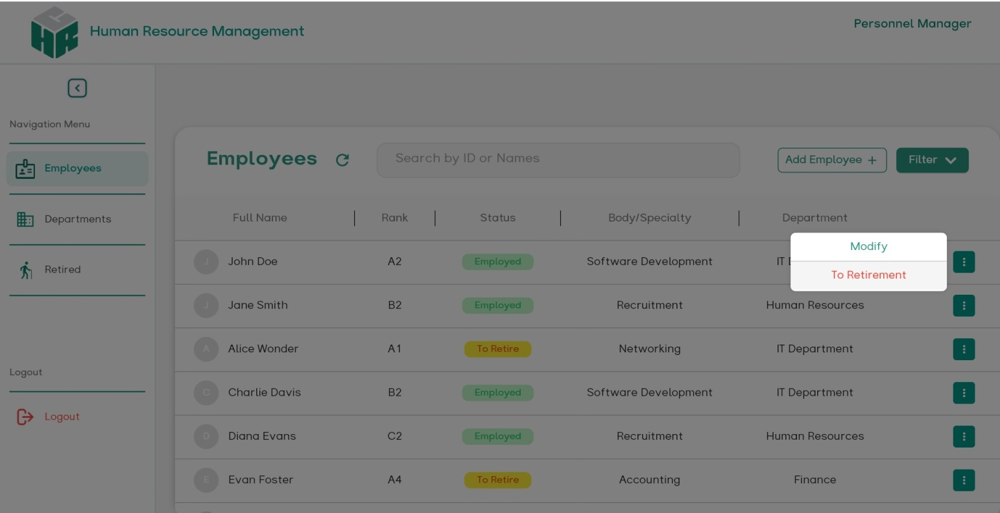 HR
Human Resource Management
Personnel Manager
Navigation Menu
Employees
Departments
Retired
Logout
Logout
Employees
Search by ID or Names
Add Employee +
Filter
Full Name Rank Status Body/Specialty Department
Modify
To Retirement
J John Doe A2 Employed Software Development IT
J Jane Smith B2 Employed Recruitment Human Resources
A Alice Wonder A1 To Retire Networking IT Department
C Charlie Davis B2 Employed Software Development IT Department
D Diana Evans C2 Employed Recruitment Human Resources
E Evan Foster A4 To Retire Accounting Finance